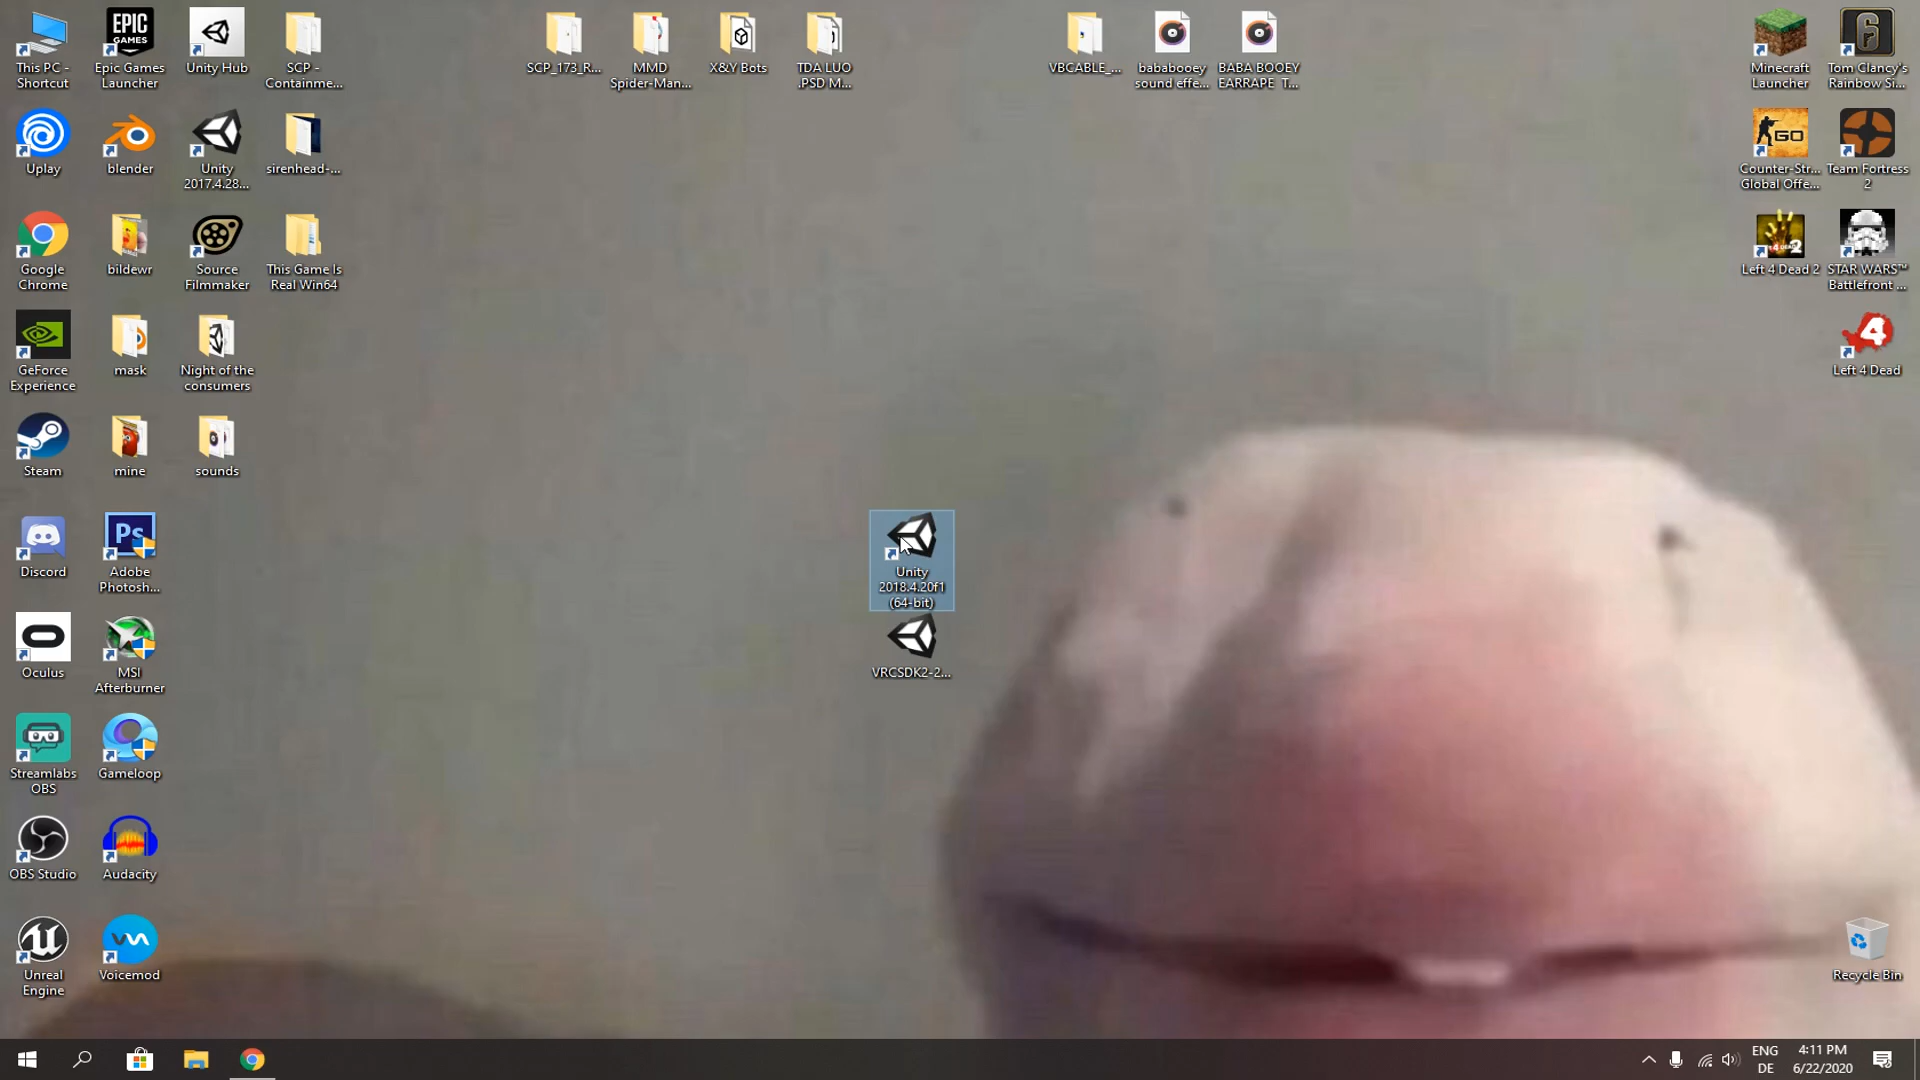 This PC -
Shortcut
EPIC
GAMES
Epic Games
Launcher
Unity Hub
SCP -
Containme...
SCP_173_R...
MMD
Spider-Man...
X&Y Bots
TDA LUO
.PSD M...
VBCABLE_...
bababooey
sound effe...
BABA BOOEY
EARRAPE T...
Minecraft
Launcher
6
Tom Clancy's
Rainbow Si...
Uplay
blender
Unity
2017.4.28...
sirenhead-...
GO
Counter-Str...
Global Offe...
Team Fortress
2
Google
Chrome
bildewr
Source
Filmmaker
This Game Is
Real Win64
Left 4 Dead 2
STAR WARS™
Battlefront ...
GeForce
Experience
mask
Night of the
consumers
4
Left 4 Dead
Steam
mine
sounds
Discord
Ps
Adobe
Photosh...
Unity
2018.4.20f1
(64-bit)
Oculus
MSI
Afterburner
VRCSDK2-2...
Streamlabs
OBS
Gameloop
OBS Studio
Audacity
Unreal
Engine
Voicemod
Recycle Bin
ENG
DE
4:11 PM
6/22/2020